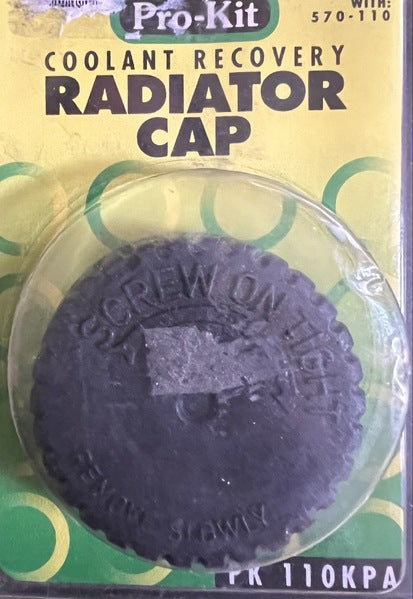 WITH:
Pro-Kit
570-110
COOLANT RECOVERY
RADIATOR
CAP
SCREW ON TIGHT
REMOVE SLOWLY
PK 110KPA